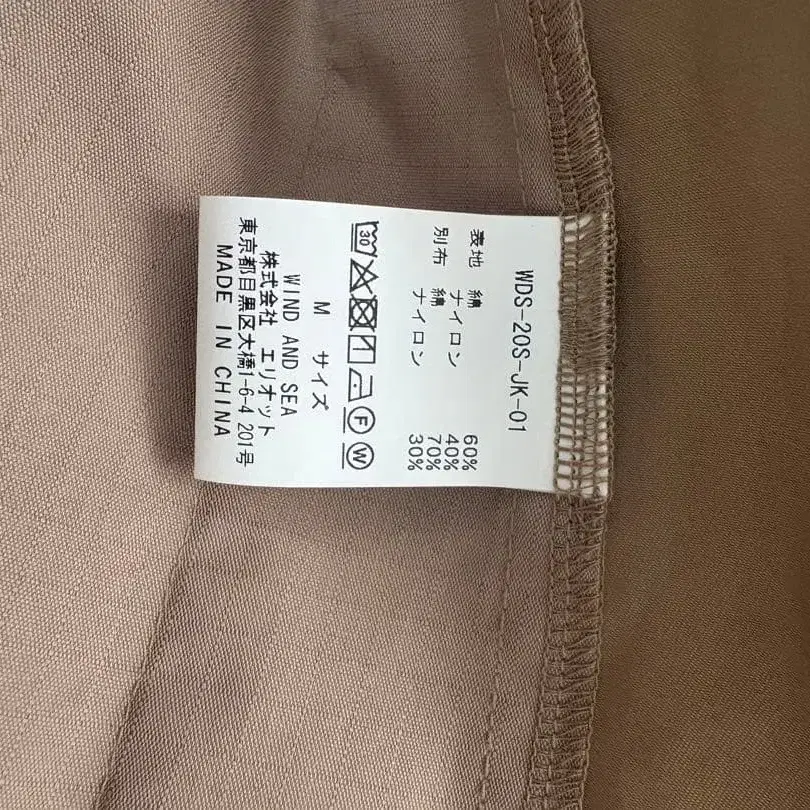 WDS-20S-JK-01
表地 綿 60%
ナイロン 40%
別布 綿 70%
ナイロン 30%
30 F W
M サイズ
WIND AND SEA
株式会社 エリオット
東京都目黒区大橋1-6-4 201号
MADE IN CHINA